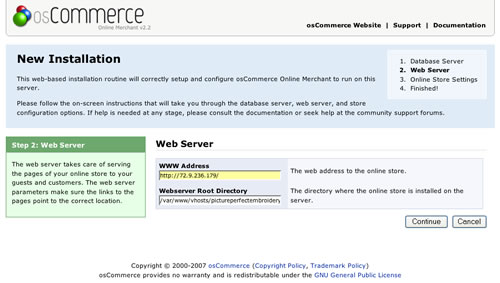 osCommerce
Online Merchant v2.2
osCommerce Website | Support | Documentation
New Installation
This web-based installation routine will correctly setup and configure osCommerce Online Merchant to run on this
server.
Please follow the on-screen instructions that will take you through the database server, web server, and store
configuration options. If help is needed at any stage, please consult the documentation or seek help at the
community support forums.
1. Database Server
2. Web Server
3. Online Store Settings
4. Finished!
Step 2: Web Server
The web server takes care of serving
the pages of your online store to your
guests and customers. The web server
parameters make sure the links to the
pages point to the correct location.
Web Server
WWW Address
http://72.9.236.179/
The web address to the online store.
Webserver Root Directory
/var/www/vhosts/pictureperfectembroidery
The directory where the online store is installed on the
server.
Continue Cancel
Copyright © 2000-2007 osCommerce (Copyright Policy, Trademark Policy)
osCommerce provides no warranty and is redistributable under the GNU General Public License